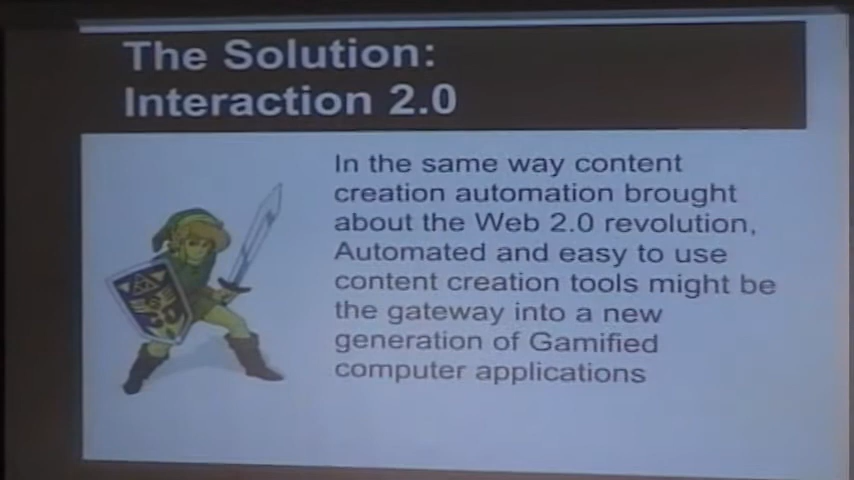 The Solution:
Interaction 2.0
In the same way content
creation automation brought
about the Web 2.0 revolution,
Automated and easy to use
content creation tools might be
the gateway into a new
generation of Gamified
computer applications